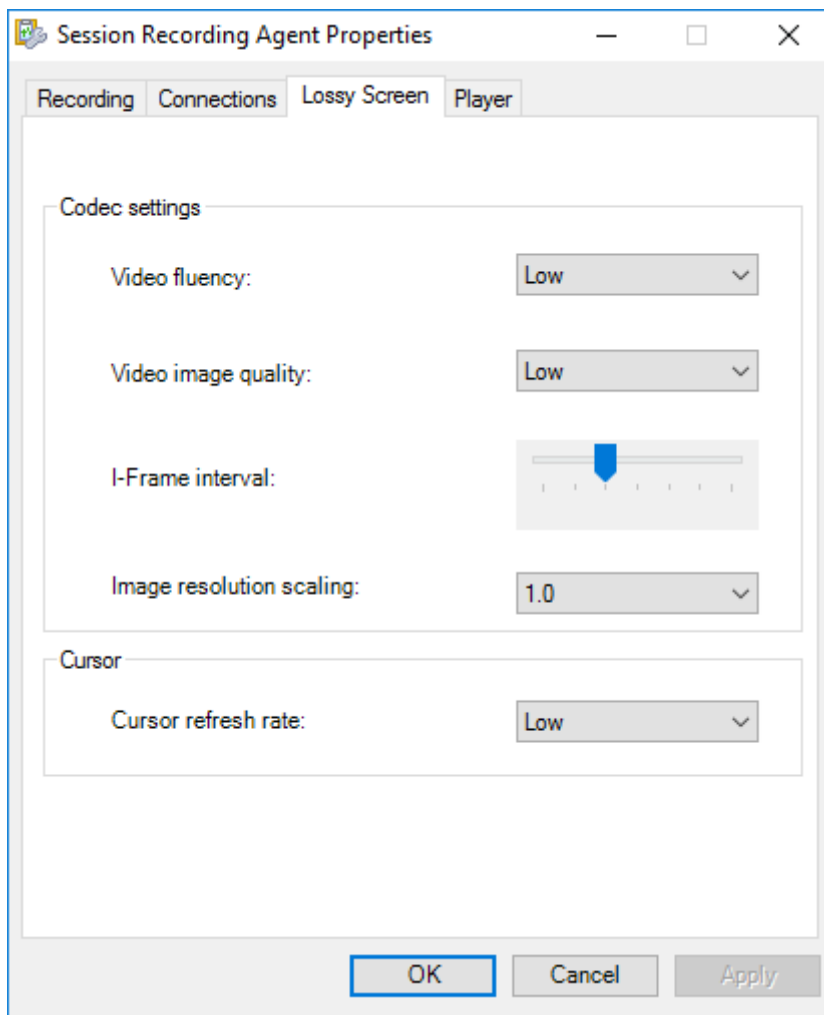 Session Recording Agent Properties
Recording Connections Lossy Screen Player
Codec settings
Video fluency: Low
Video image quality: Low
I-Frame interval:
Image resolution scaling: 1.0
Cursor
Cursor refresh rate: Low
OK Cancel Apply